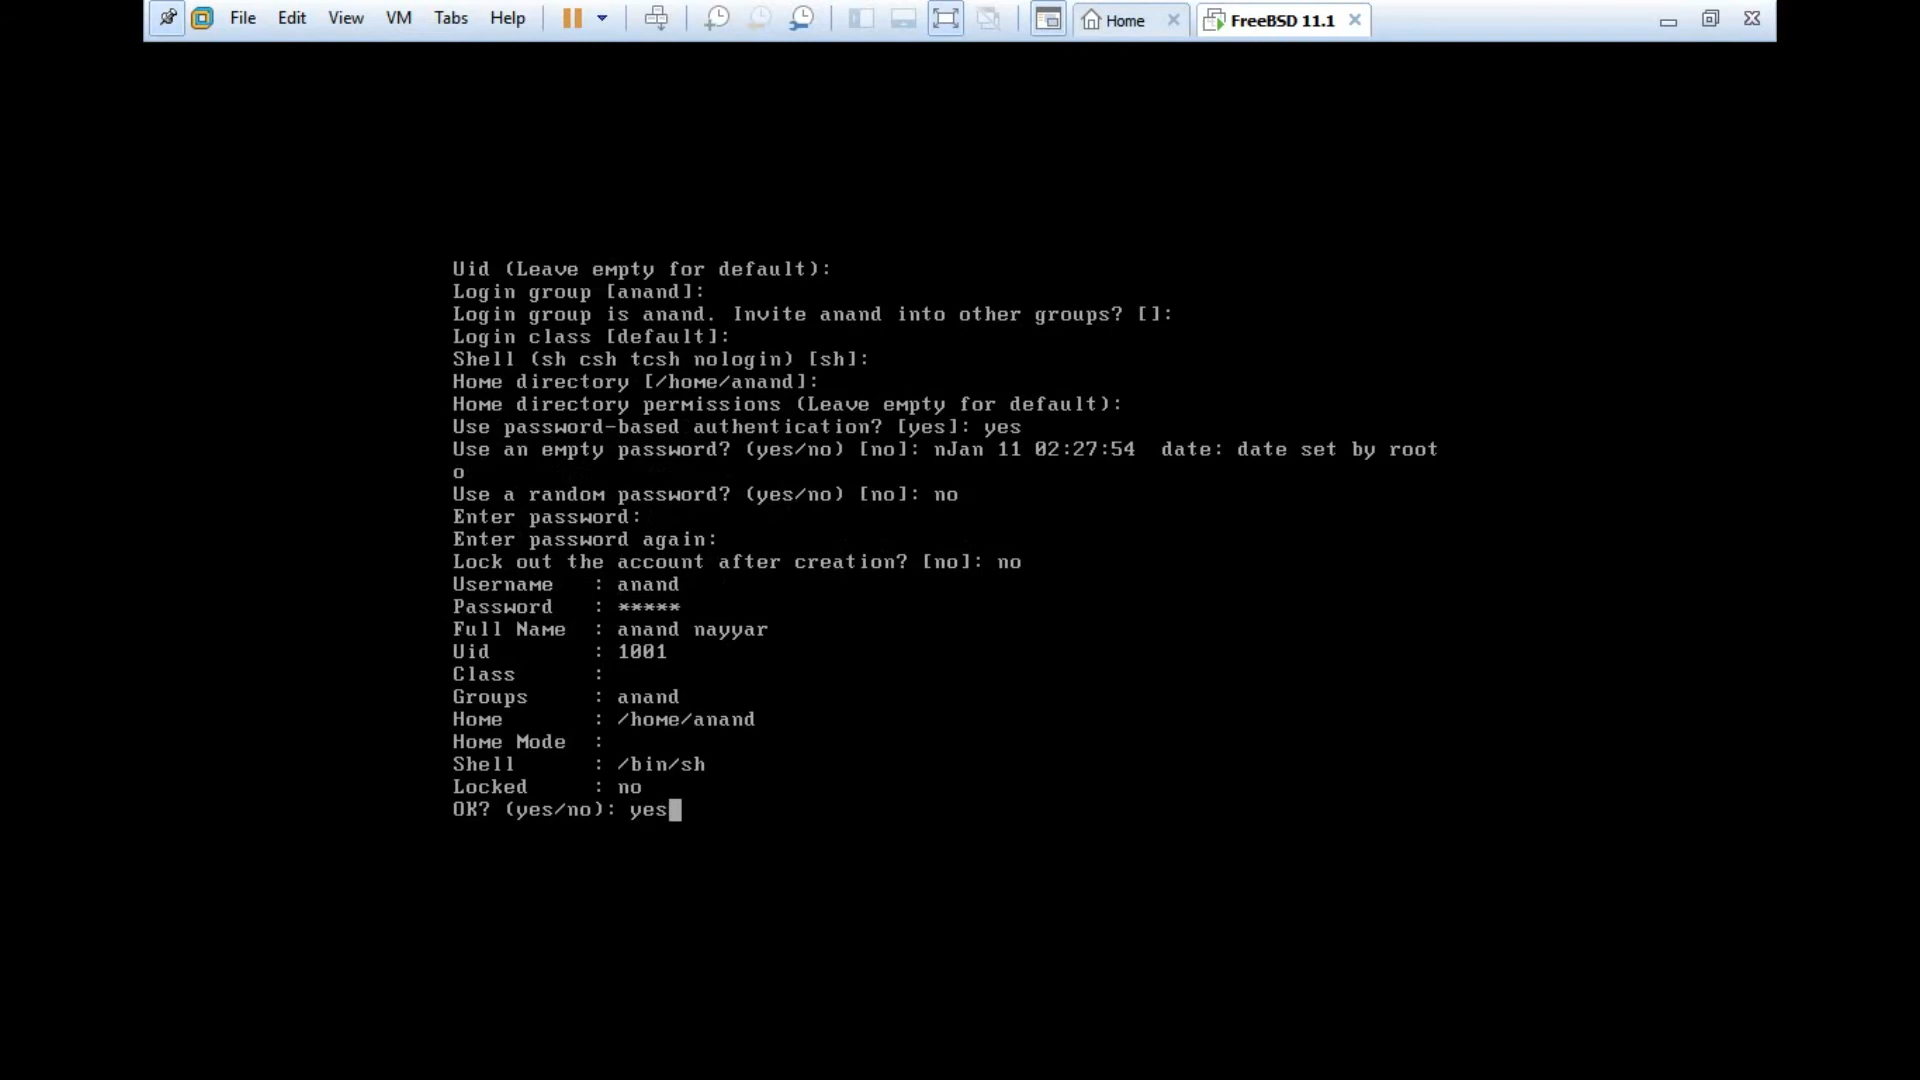 File Edit View VM Tabs Help Home FreeBSD 11.1
Uid (Leave empty for default):
Login group [anand]:
Login group is anand. Invite anand into other groups? []:
Login class [default]:
Shell (sh csh tcsh nologin) [sh]:
Home directory [/home/anand]:
Home directory permissions (Leave empty for default):
Use password-based authentication? [yes]: yes
Use an empty password? (yes/no) [no]: nJan 11 02:27:54  date: date set by root
o
Use a random password? (yes/no) [no]: no
Enter password:
Enter password again:
Lock out the account after creation? [no]: no
Username   : anand
Password   : *****
Full Name  : anand nayyar
Uid        : 1001
Class      :
Groups     : anand
Home       : /home/anand
Home Mode  :
Shell      : /bin/sh
Locked     : no
OK? (yes/no): yes